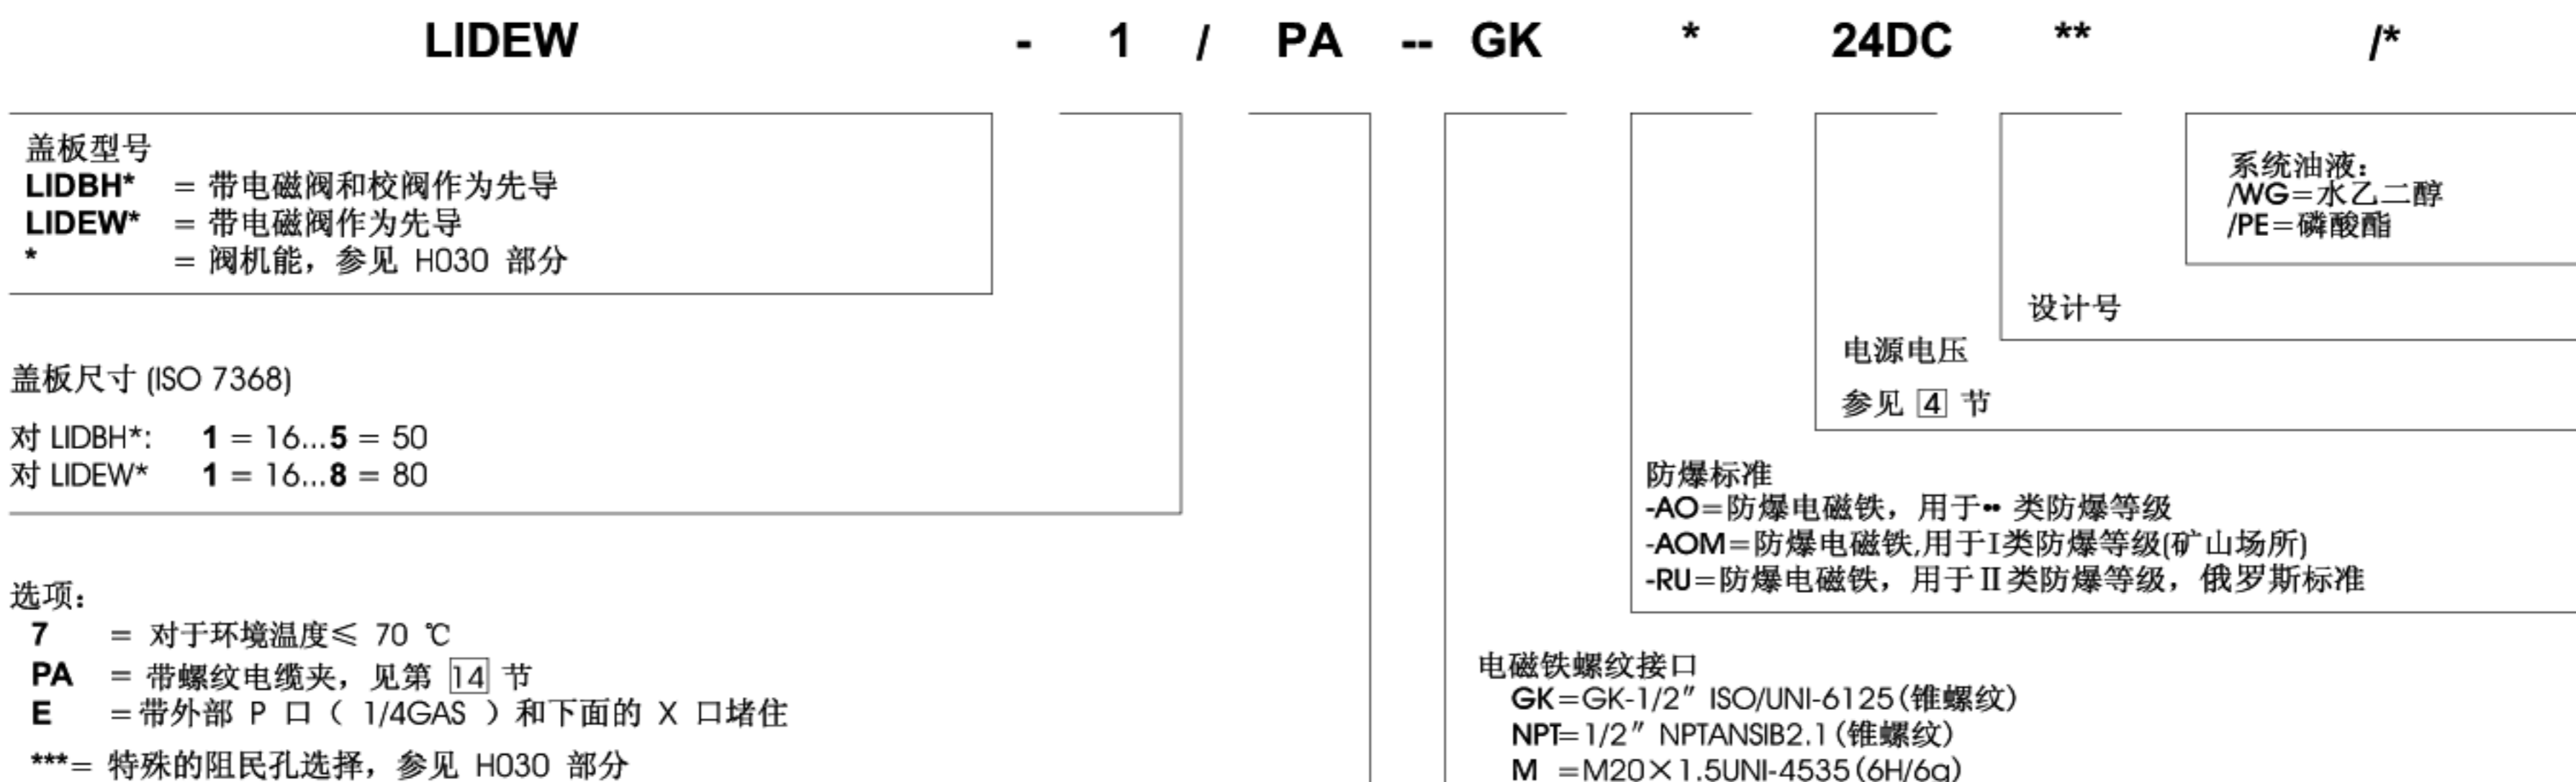 LIDEW - 1 / PA -- GK * 24DC ** /*
盖板型号
LIDBH* = 带电磁阀和校阀作为先导
LIDEW* = 带电磁阀作为先导
* = 阀机能，参见 H030 部分
盖板尺寸 (ISO 7368)
对 LIDBH*: 1 = 16...5 = 50
对 LIDEW* 1 = 16...8 = 80
选项：
7 = 对于环境温度≤ 70 ℃
PA = 带螺纹电缆夹，见第 14 节
E =带外部 P 口（ 1/4GAS ）和下面的 X 口堵住
***= 特殊的阻民孔选择，参见 H030 部分
系统油液：
/WG=水乙二醇
/PE=磷酸酯
设计号
电源电压
参见 4 节
防爆标准
-AO=防爆电磁铁，用于•• 类防爆等级
-AOM=防爆电磁铁,用于Ⅰ类防爆等级(矿山场所)
-RU=防爆电磁铁，用于Ⅱ类防爆等级，俄罗斯标准
电磁铁螺纹接口
GK=GK-1/2″ ISO/UNI-6125(锥螺纹)
NPT=1/2″ NPTANSIB2.1(锥螺纹)
M =M20×1.5UNI-4535(6H/6g)